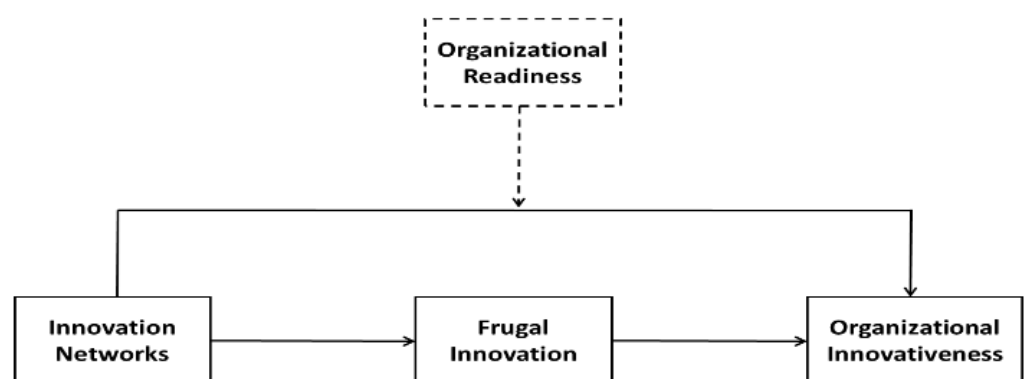 Organizational
Readiness
Innovation
Networks
Frugal
Innovation
Organizational
Innovativeness